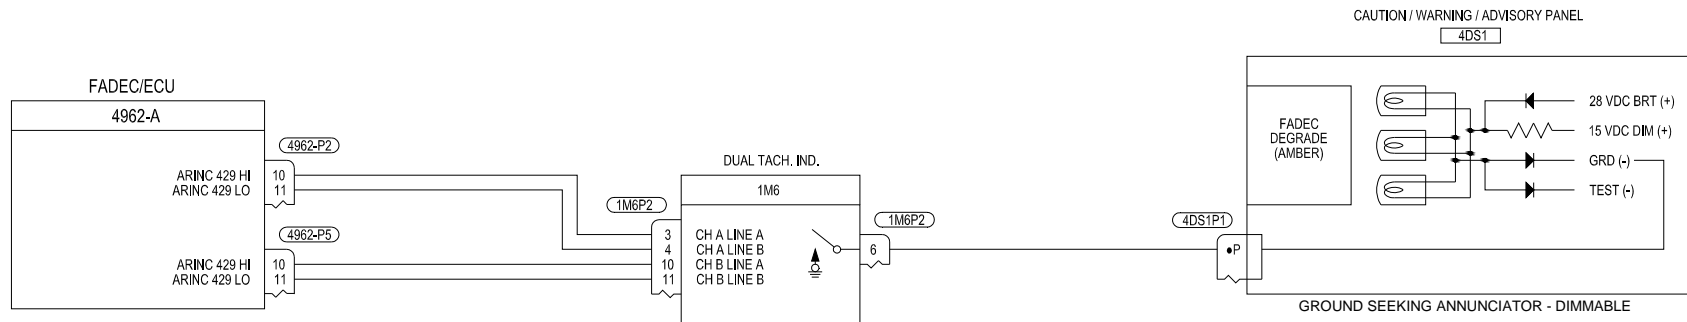 CAUTION / WARNING / ADVISORY PANEL
4DS1
FADEC/ECU
4962-A
4962-P2
ARINC 429 HI 10
ARINC 429 LO 11
4962-P5
ARINC 429 HI 10
ARINC 429 LO 11
DUAL TACH. IND.
1M6
1M6P2
3 CH A LINE A
4 CH A LINE B
10 CH B LINE A
11 CH B LINE B
1M6P2
6
4DS1P1
•P
FADEC
DEGRADE
(AMBER)
28 VDC BRT (+)
15 VDC DIM (+)
GRD (-)
TEST (-)
GROUND SEEKING ANNUNCIATOR - DIMMABLE